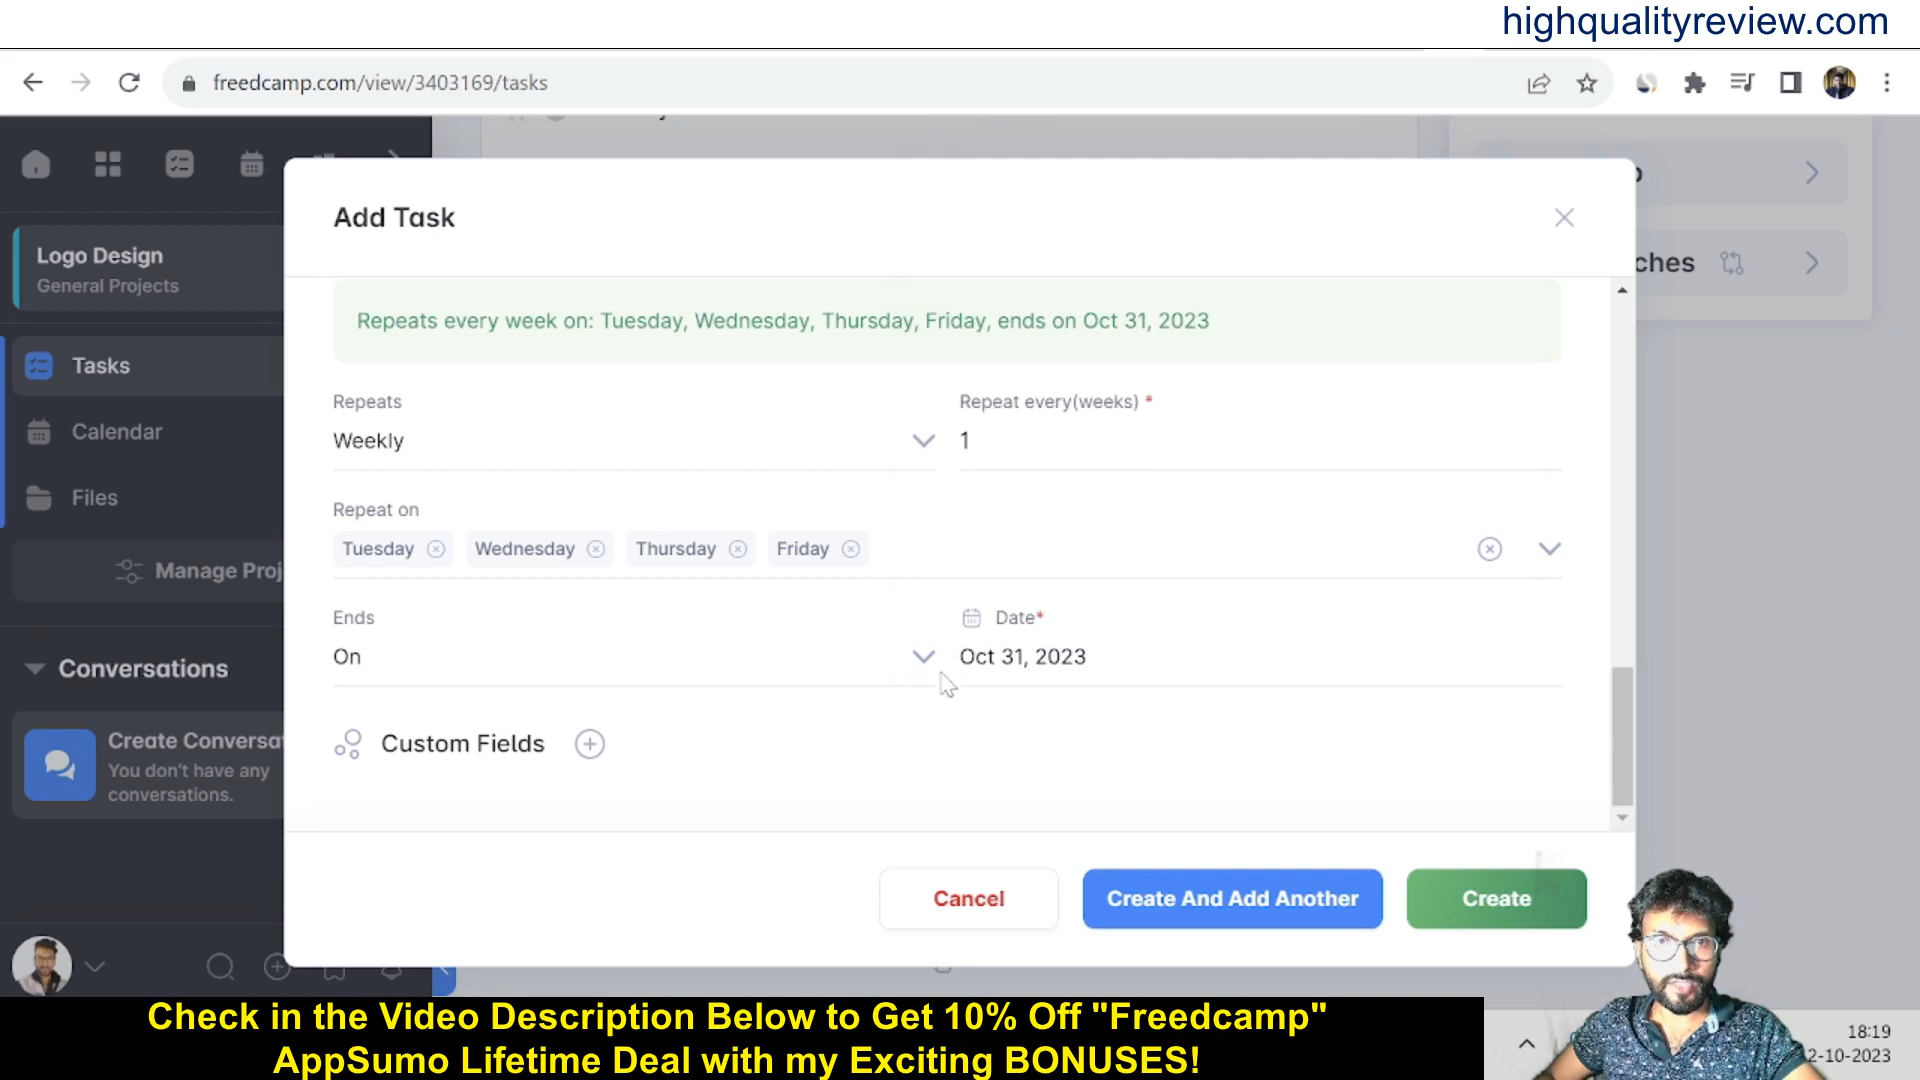 highqualityreview.com
freedcamp.com/view/3403169/tasks
Logo Design
General Projects
Tasks
Calendar
Files
Manage Proj
Conversations
Create Conversa
You don't have any
conversations.
Add Task
ches
Repeats every week on: Tuesday, Wednesday, Thursday, Friday, ends on Oct 31, 2023
Repeats
Repeat every(weeks) *
Weekly
1
Repeat on
Tuesday Wednesday Thursday Friday
Ends
Date*
On
Oct 31, 2023
Custom Fields
Cancel
Create And Add Another
Create
Check in the Video Description Below to Get 10% Off "Freedcamp"
AppSumo Lifetime Deal with my Exciting BONUSES!
18:19
2-10-2023